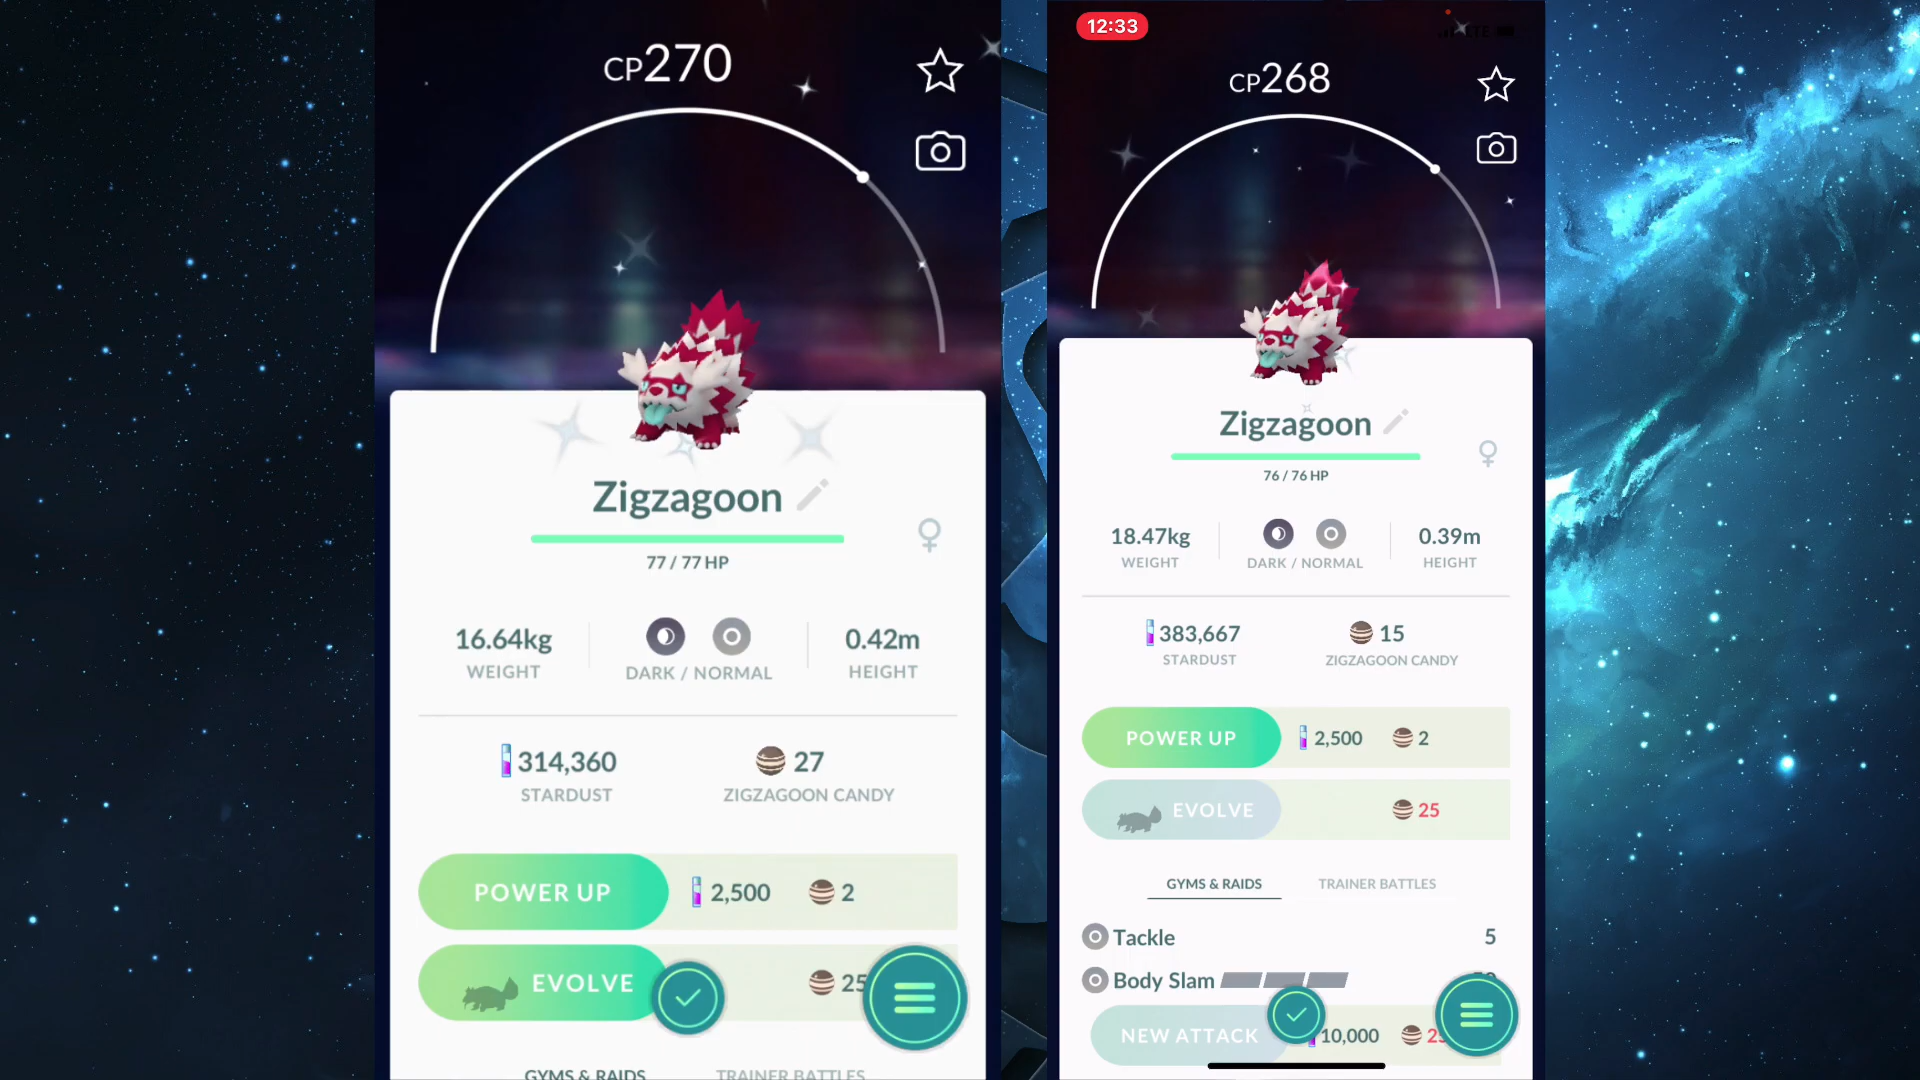 CP270
Zigzagoon
77 / 77 HP
16.64kg
WEIGHT
DARK / NORMAL
0.42m
HEIGHT
314,360
STARDUST
27
ZIGZAGOON CANDY
POWER UP
2,500
2
EVOLVE
25
GYMS & RAIDS
TRAINER BATTLES
12:33
CP268
Zigzagoon
76 / 76 HP
18.47kg
WEIGHT
DARK / NORMAL
0.39m
HEIGHT
383,667
STARDUST
15
ZIGZAGOON CANDY
POWER UP
2,500
2
EVOLVE
25
GYMS & RAIDS
TRAINER BATTLES
Tackle
5
Body Slam
NEW ATTACK
10,000